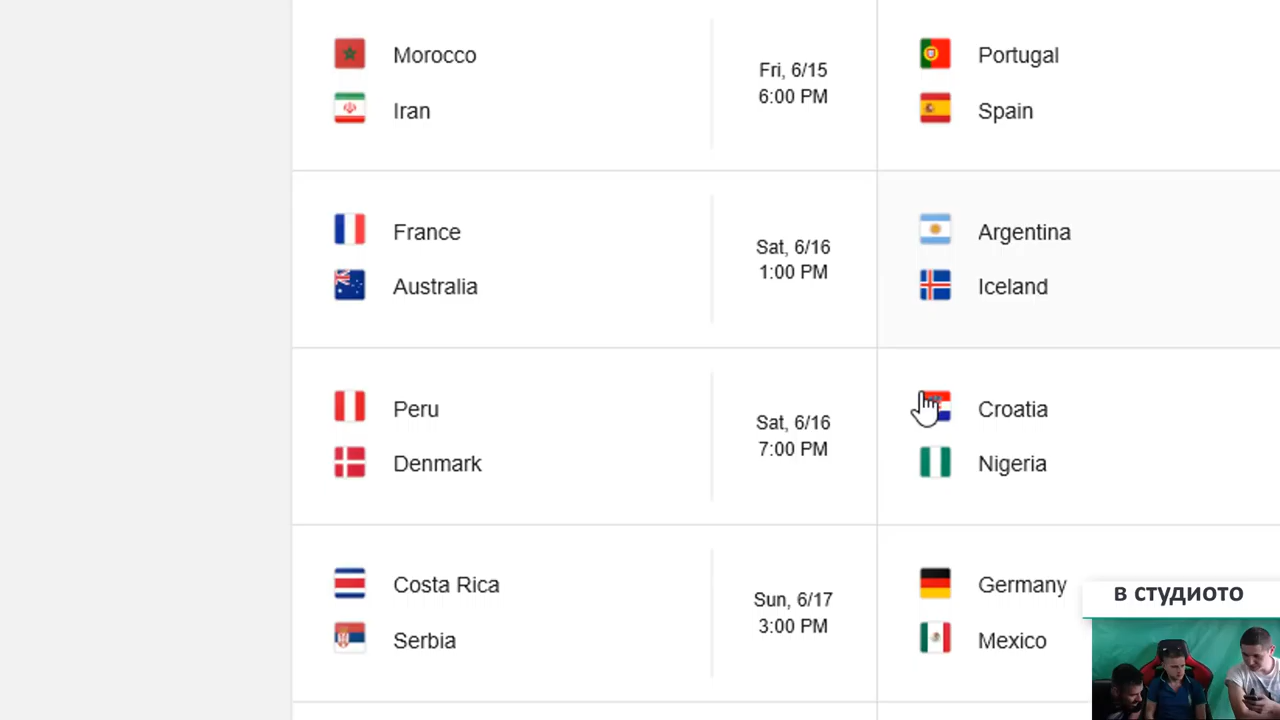 Morocco
Iran
Fri, 6/15
6:00 PM
Portugal
Spain
France
Australia
Sat, 6/16
1:00 PM
Argentina
Iceland
Peru
Denmark
Sat, 6/16
7:00 PM
Croatia
Nigeria
Costa Rica
Serbia
Sun, 6/17
3:00 PM
Germany
Mexico
в студиото